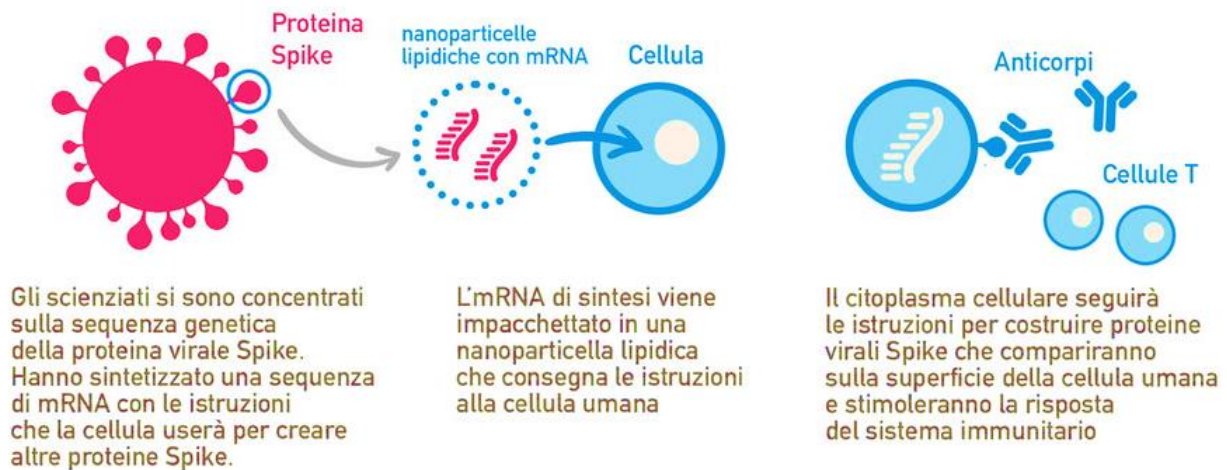 Proteina
Spike
nanoparticelle
lipidiche con mRNA
Cellula
Anticorpi
Cellule T
Gli scienziati si sono concentrati
sulla sequenza genetica
della proteina virale Spike.
Hanno sintetizzato una sequenza
di mRNA con le istruzioni
che la cellula userà per creare
altre proteine Spike.
L'mRNA di sintesi viene
impacchettato in una
nanoparticella lipidica
che consegna le istruzioni
alla cellula umana
Il citoplasma cellulare seguirà
le istruzioni per costruire proteine
virali Spike che compariranno
sulla superficie della cellula umana
e stimoleranno la risposta
del sistema immunitario